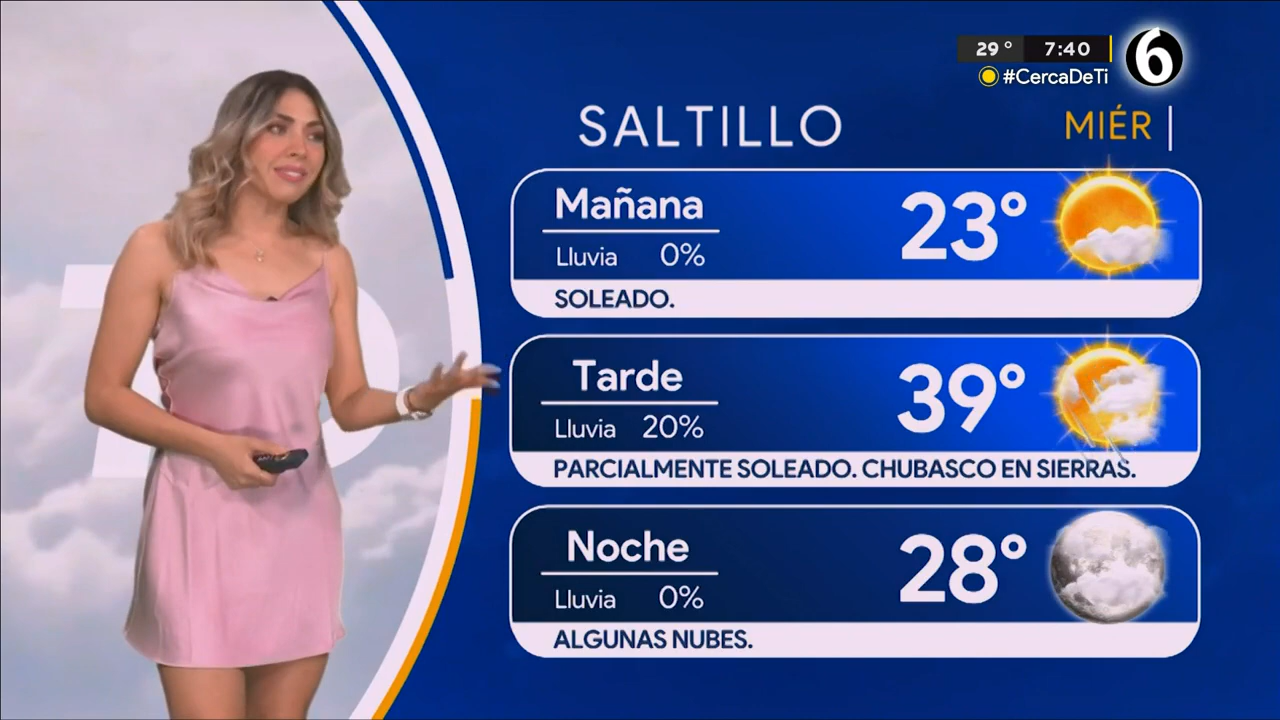 29° 7:40
6
#CercaDeTi
SALTILLO MIÉR
Mañana 23°
Lluvia 0%
SOLEADO.
Tarde 39°
Lluvia 20%
PARCIALMENTE SOLEADO. CHUBASCO EN SIERRAS.
Noche 28°
Lluvia 0%
ALGUNAS NUBES.